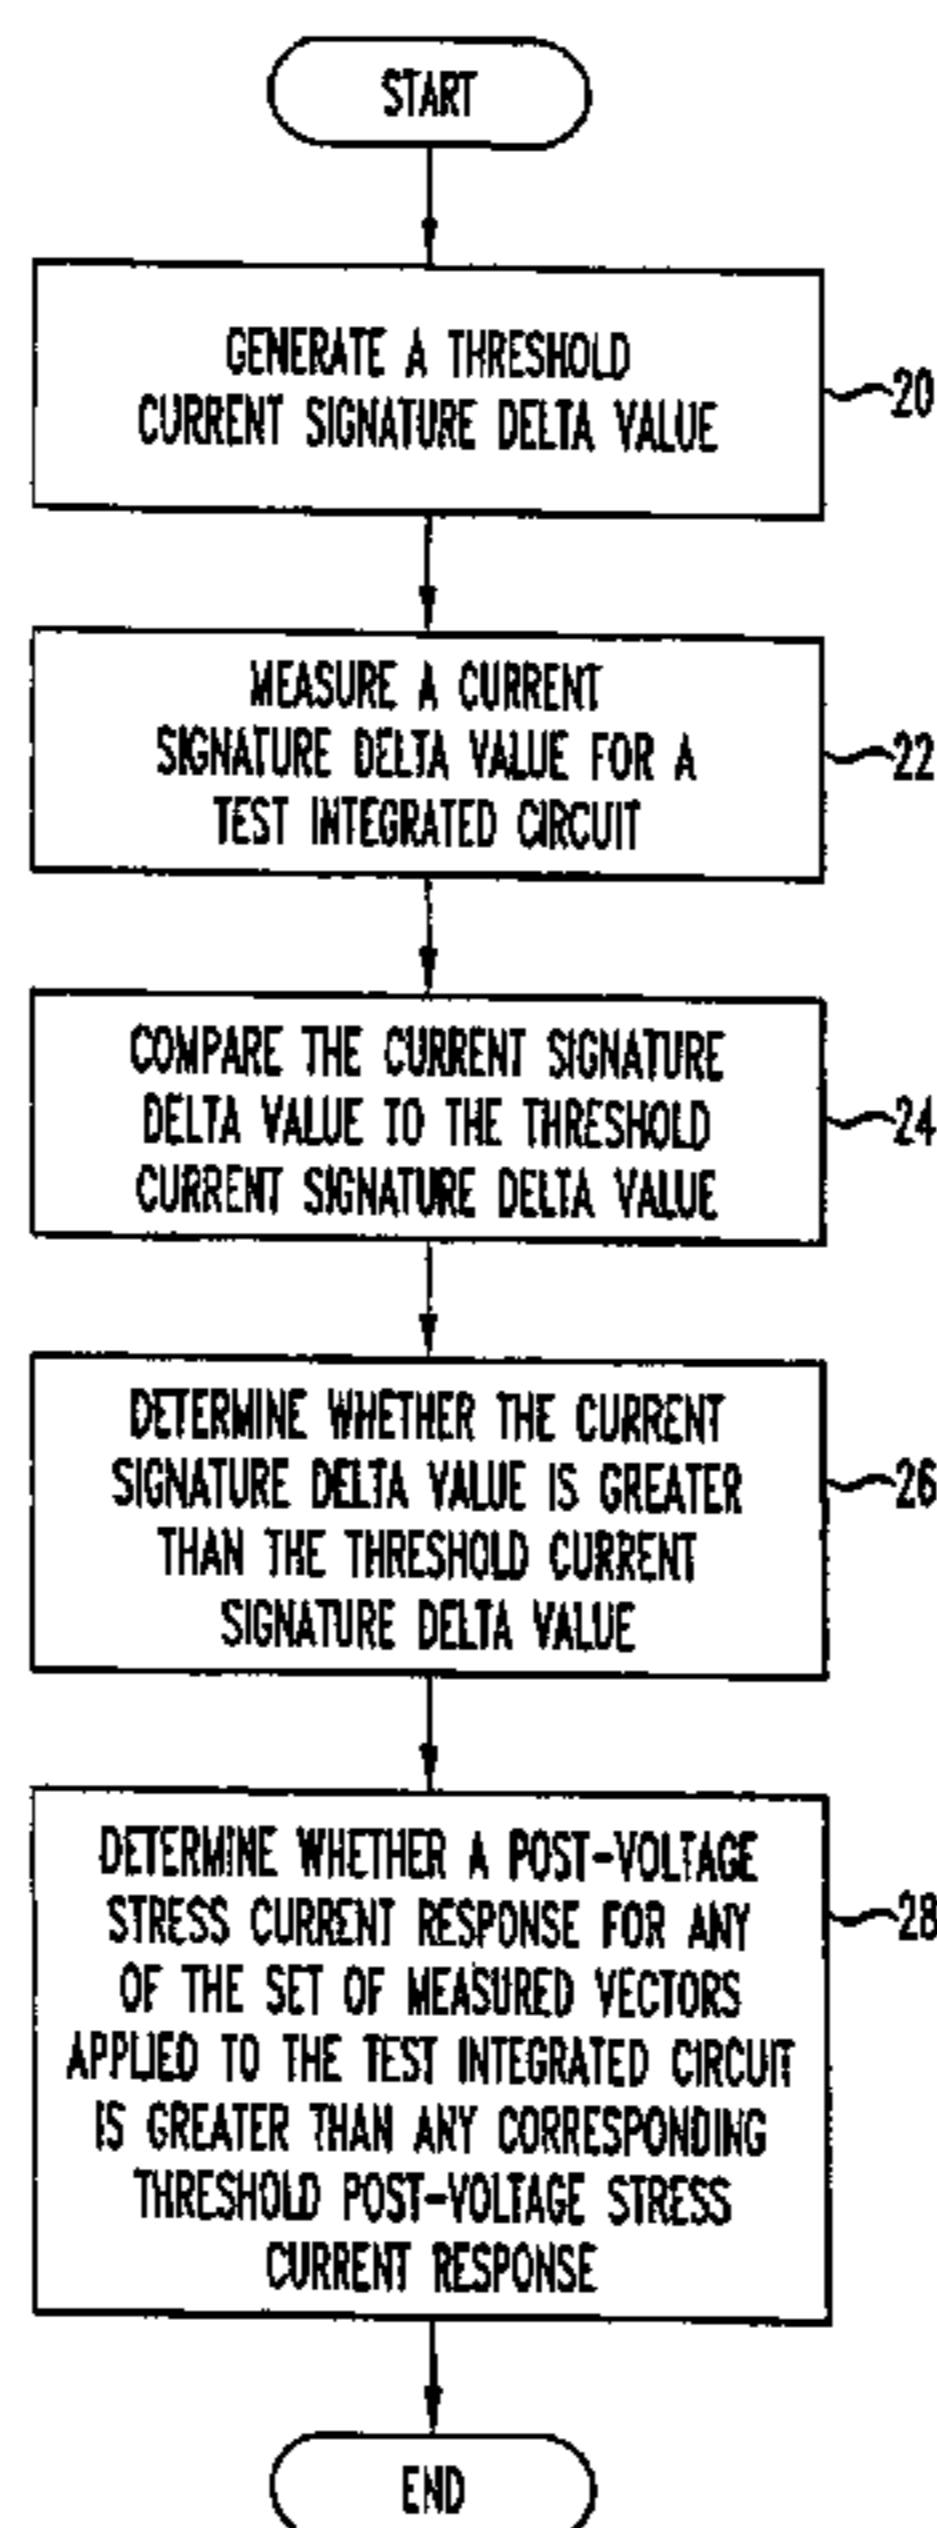 START
GENERATE A THRESHOLD
CURRENT SIGNATURE DELTA VALUE
20
MEASURE A CURRENT
SIGNATURE DELTA VALUE FOR A
TEST INTEGRATED CIRCUIT
22
COMPARE THE CURRENT SIGNATURE
DELTA VALUE TO THE THRESHOLD
CURRENT SIGNATURE DELTA VALUE
24
DETERMINE WHETHER THE CURRENT
SIGNATURE DELTA VALUE IS GREATER
THAN THE THRESHOLD CURRENT
SIGNATURE DELTA VALUE
26
DETERMINE WHETHER A POST-VOLTAGE
STRESS CURRENT RESPONSE FOR ANY
OF THE SET OF MEASURED VECTORS
APPLIED TO THE TEST INTEGRATED CIRCUIT
IS GREATER THAN ANY CORRESPONDING
THRESHOLD POST-VOLTAGE STRESS
CURRENT RESPONSE
28
END